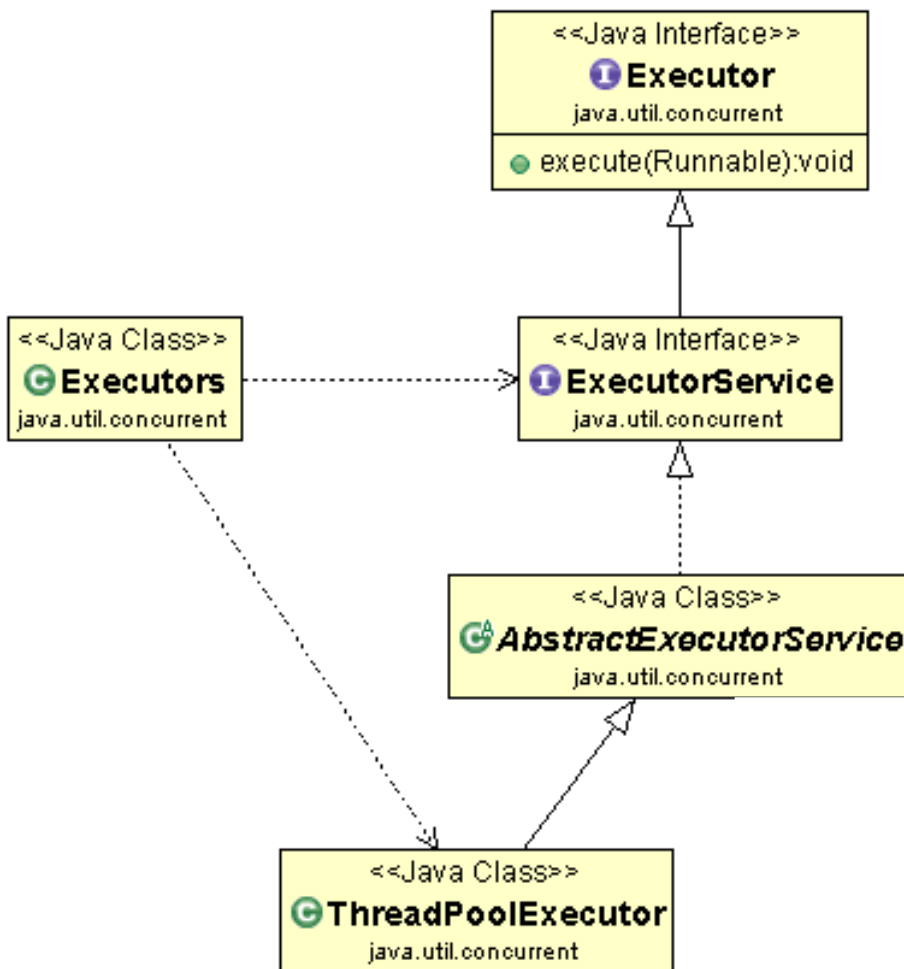 <<Java Interface>>
Executor
java.util.concurrent
execute(Runnable):void
<<Java Class>>
Executors
java.util.concurrent
<<Java Interface>>
ExecutorService
java.util.concurrent
<<Java Class>>
AbstractExecutorService
java.util.concurrent
<<Java Class>>
ThreadPoolExecutor
java.util.concurrent